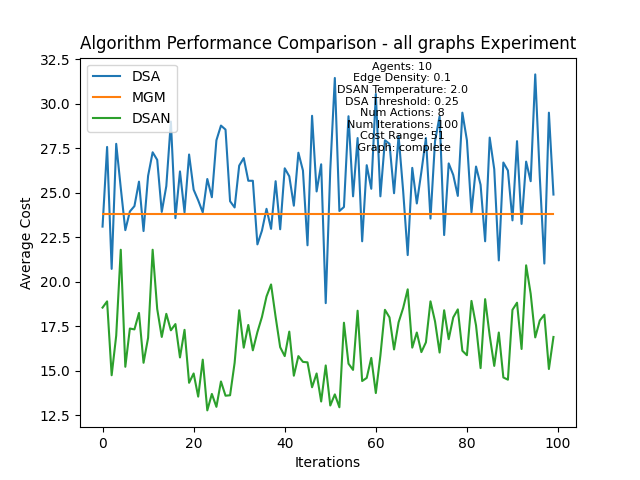 Algorithm Performance Comparison - all graphs Experiment
DSA
MGM
DSAN
Agents: 10
Edge Density: 0.1
DSAN Temperature: 2.0
DSA Threshold: 0.25
Num Actions: 8
Num Iterations: 100
Cost Range: 51
Graph: complete
Average Cost
32.5
30.0
27.5
25.0
22.5
20.0
17.5
15.0
12.5
0 20 40 60 80 100
Iterations